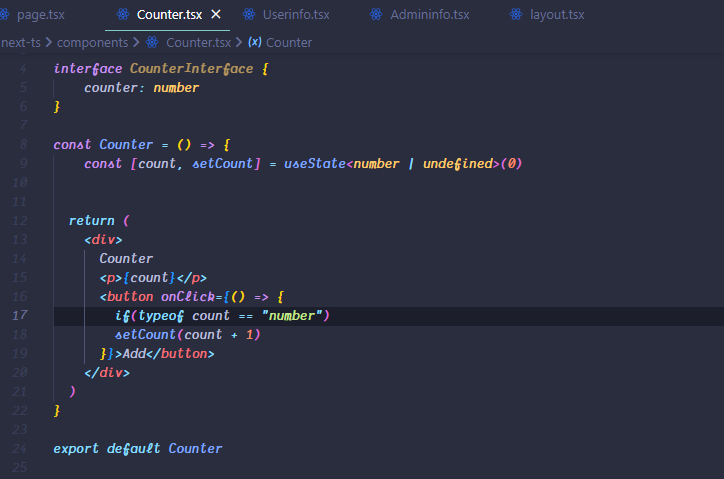 page.tsx Counter.tsx × Userinfo.tsx Admininfo.tsx layout.tsx
next-ts > components > Counter.tsx > Counter
4 interface CounterInterface {
5 counter: number
6 }
7
8 const Counter = () => {
9 const [count, setCount] = useState<number | undefined>(0)
10
11
12 return (
13 <div>
14 Counter
15 <p>{count}</p>
16 <button onClick={() => {
17 if(typeof count == "number")
18 setCount(count + 1)
19 }}>Add</button>
20 </div>
21 )
22 }
23
24 export default Counter
25